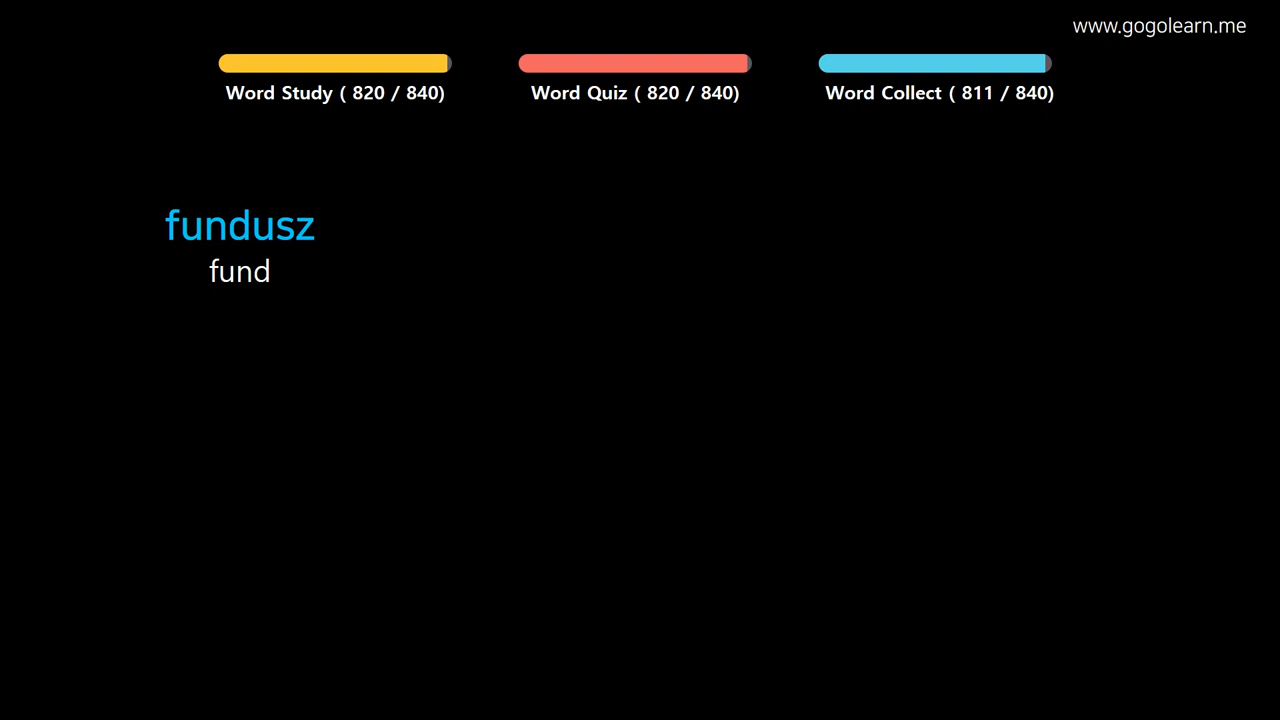 www.gogolearn.me
Word Study ( 820 / 840)
Word Quiz ( 820 / 840)
Word Collect ( 811 / 840)
fundusz
fund